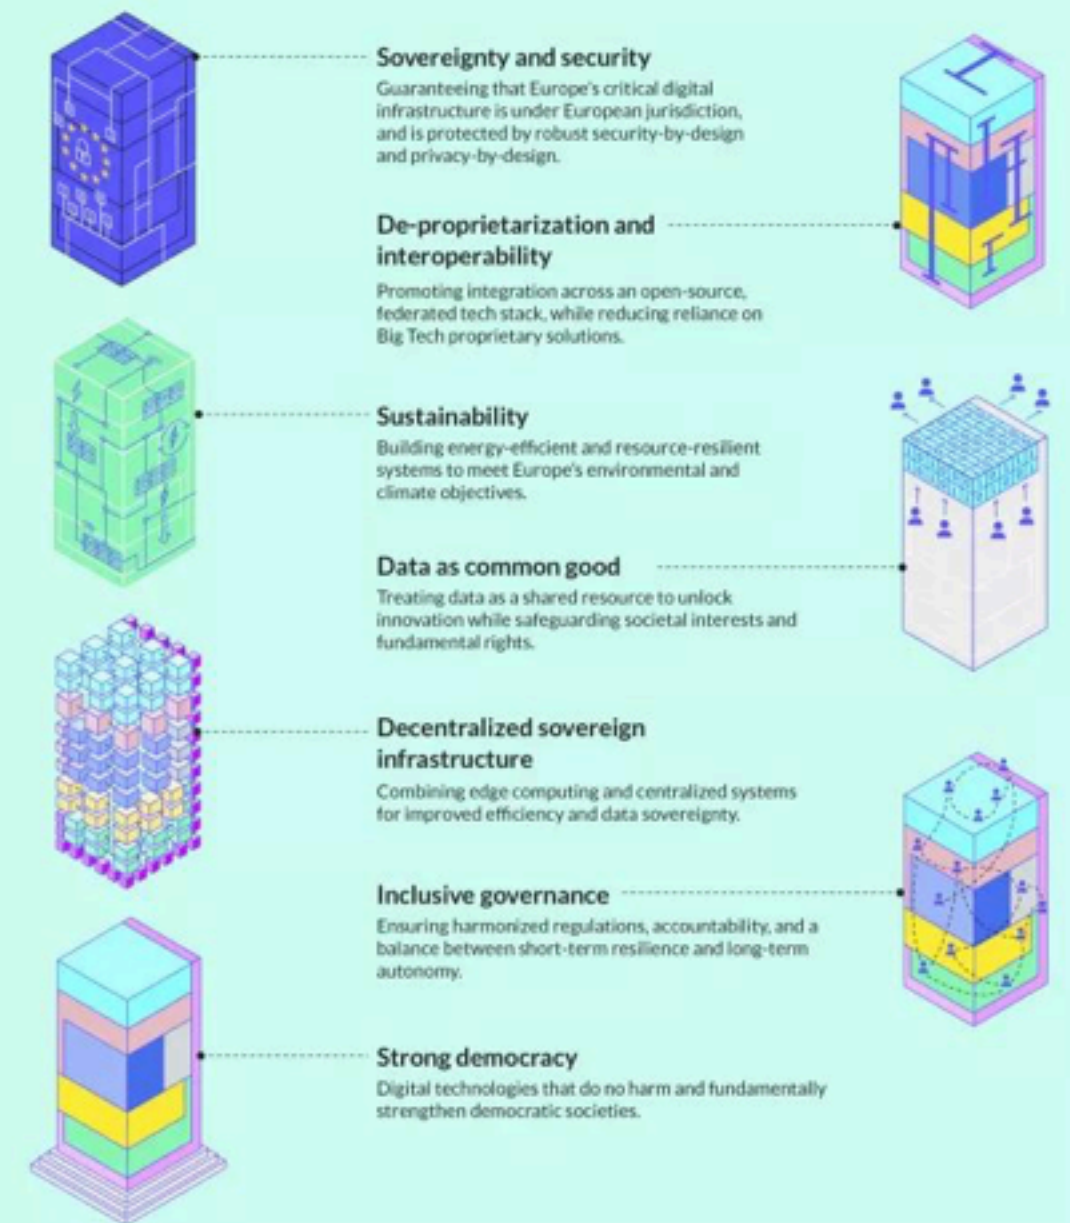 Sovereignty and security
Guaranteeing that Europe's critical digital
infrastructure is under European jurisdiction,
and is protected by robust security-by-design
and privacy-by-design.
De-proprietarization and
interoperability
Promoting integration across an open-source,
federated tech stack, while reducing reliance on
Big Tech proprietary solutions.
Sustainability
Building energy-efficient and resource-resilient
systems to meet Europe's environmental and
climate objectives.
Data as common good
Treating data as a shared resource to unlock
innovation while safeguarding societal interests and
fundamental rights.
Decentralized sovereign
infrastructure
Combining edge computing and centralized systems
for improved efficiency and data sovereignty.
Inclusive governance
Ensuring harmonized regulations, accountability, and a
balance between short-term resilience and long-term
autonomy.
Strong democracy
Digital technologies that do no harm and fundamentally
strengthen democratic societies.